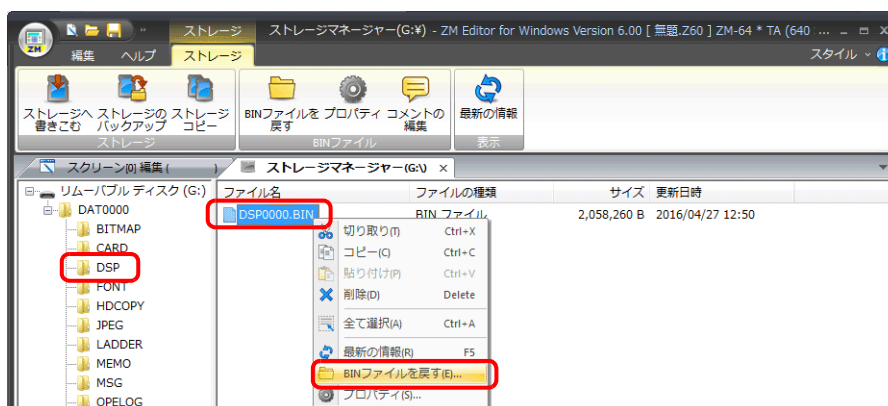 ストレージ ストレージマネージャー(G:¥) - ZM Editor for Windows Version 6.00 [ 無題.Z60 ] ZM-64 * TA (640 ...
ZM 編集 ヘルプ ストレージ スタイル
ストレージへ書きこむ
ストレージのバックアップ
ストレージコピー
BINファイルを戻す
プロパティ
コメントの編集
最新の情報
ストレージ BINファイル 表示
スクリーン[0] 編集 ( ) ストレージマネージャー(G:\) ×
リムーバブル ディスク (G:) ファイル名 ファイルの種類 サイズ 更新日時
DAT0000 DSP0000.BIN BIN ファイル 2,058,260 B 2016/04/27 12:50
BITMAP
CARD
DSP
FONT
HDCOPY
JPEG
LADDER
MEMO
MSG
OPELOG
切り取り(T) Ctrl+X
コピー(C) Ctrl+C
貼り付け(P) Ctrl+V
削除(D) Delete
全て選択(A) Ctrl+A
最新の情報(R) F5
BINファイルを戻す(E)...
プロパティ(S)...